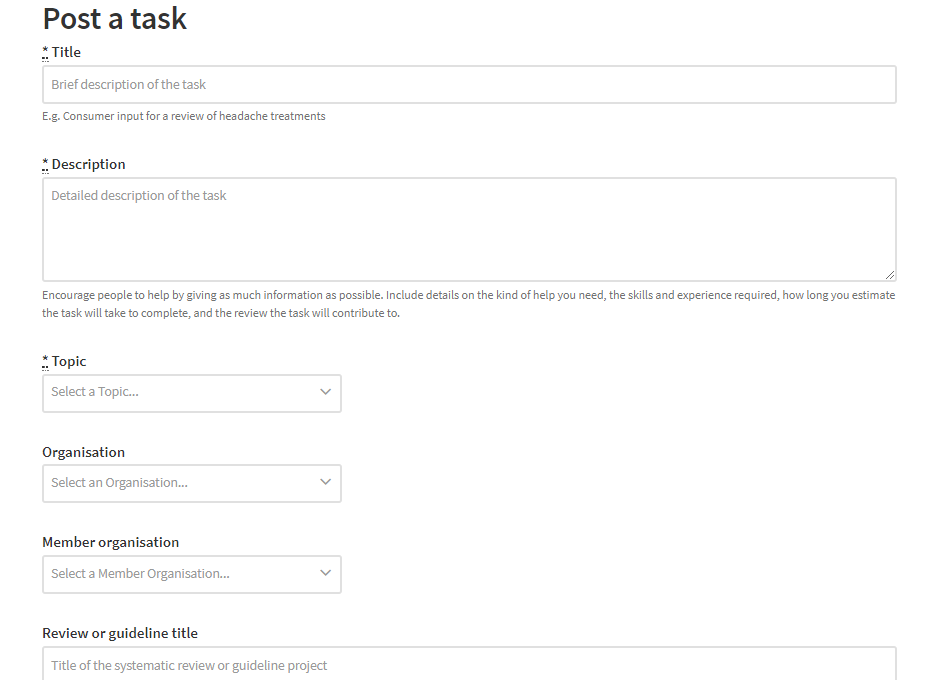 Post a task
* Title
Brief description of the task
E.g. Consumer input for a review of headache treatments
* Description
Detailed description of the task
Encourage people to help by giving as much information as possible. Include details on the kind of help you need, the skills and experience required, how long you estimate
the task will take to complete, and the review the task will contribute to.
* Topic
Select a Topic...
Organisation
Select an Organisation...
Member organisation
Select a Member Organisation...
Review or guideline title
Title of the systematic review or guideline project